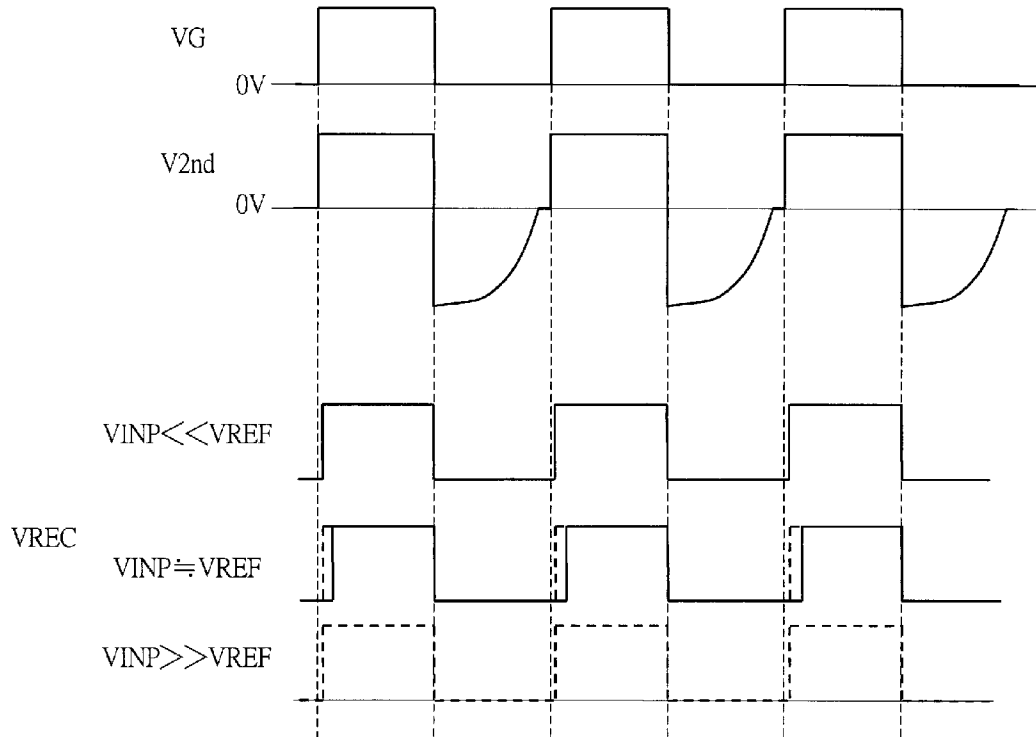 VG
0V
V2nd
0V
VINP<<VREF
VREC
VINP≒VREF
VINP>>VREF